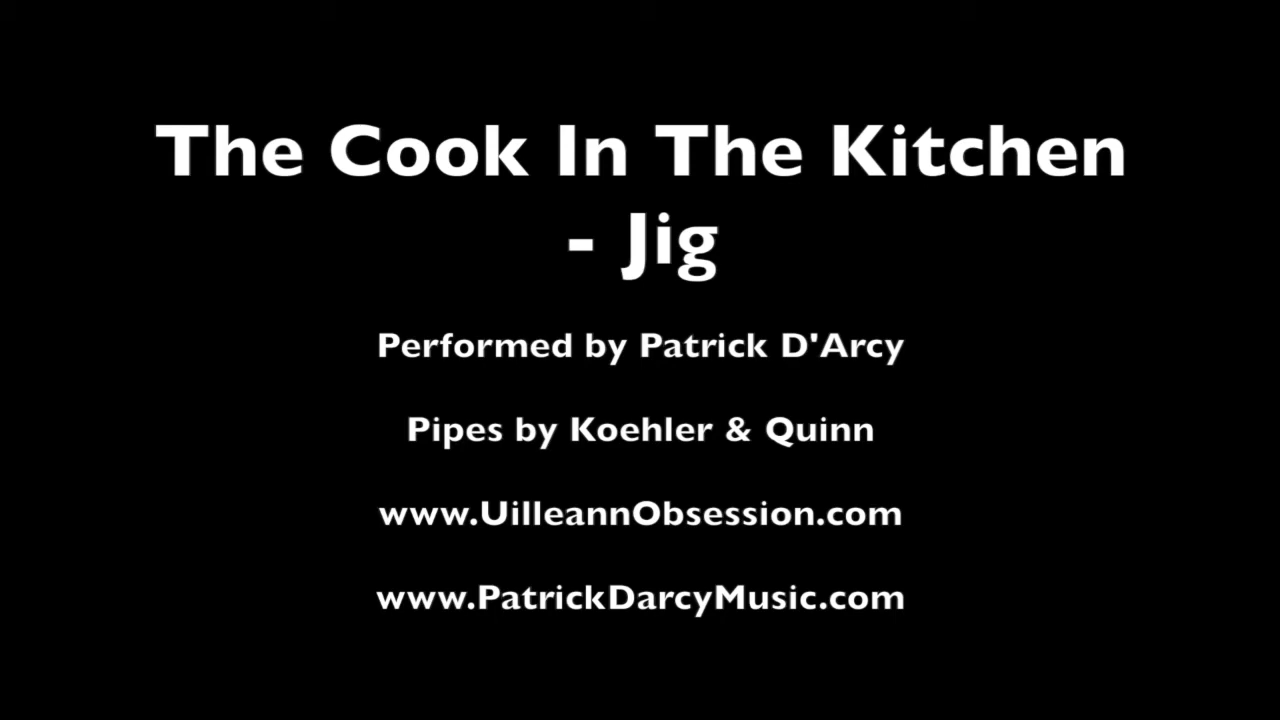 The Cook In The Kitchen
- Jig
Performed by Patrick D'Arcy
Pipes by Koehler & Quinn
www.UilleannObsession.com
www.PatrickDarcyMusic.com